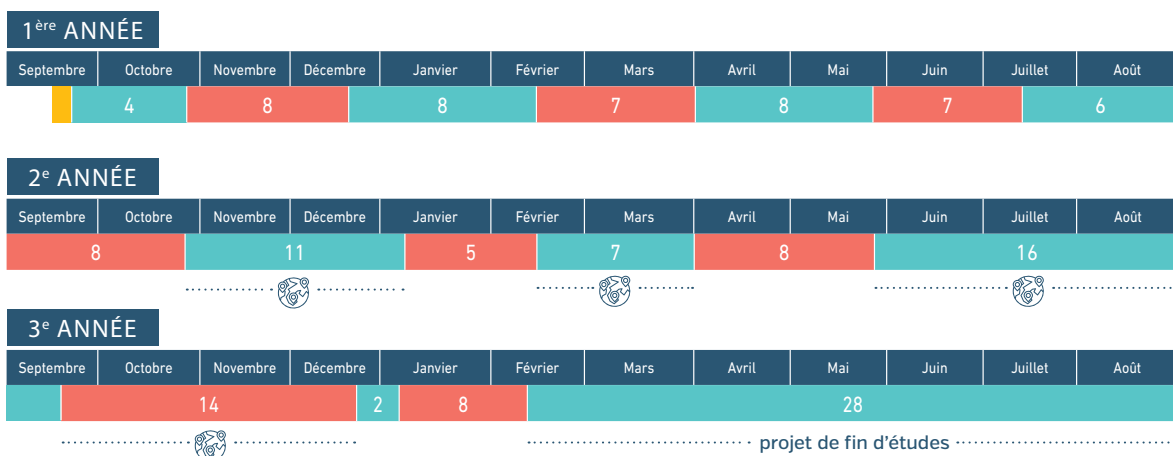 1ère ANNÉE
Septembre Octobre Novembre Décembre Janvier Février Mars Avril Mai Juin Juillet Août
4 8 8 7 8 7 6
2e ANNÉE
Septembre Octobre Novembre Décembre Janvier Février Mars Avril Mai Juin Juillet Août
8 11 5 7 8 16
3e ANNÉE
Septembre Octobre Novembre Décembre Janvier Février Mars Avril Mai Juin Juillet Août
14 2 8 28
projet de fin d'études